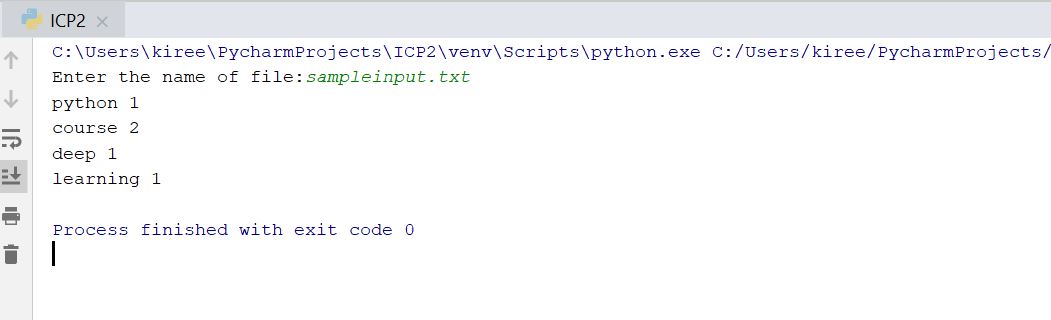 ICP2
C:\Users\kiree\PycharmProjects\ICP2\venv\Scripts\python.exe C:/Users/kiree/PycharmProjects/
Enter the name of file:sampleinput.txt
python 1
course 2
deep 1
learning 1
Process finished with exit code 0